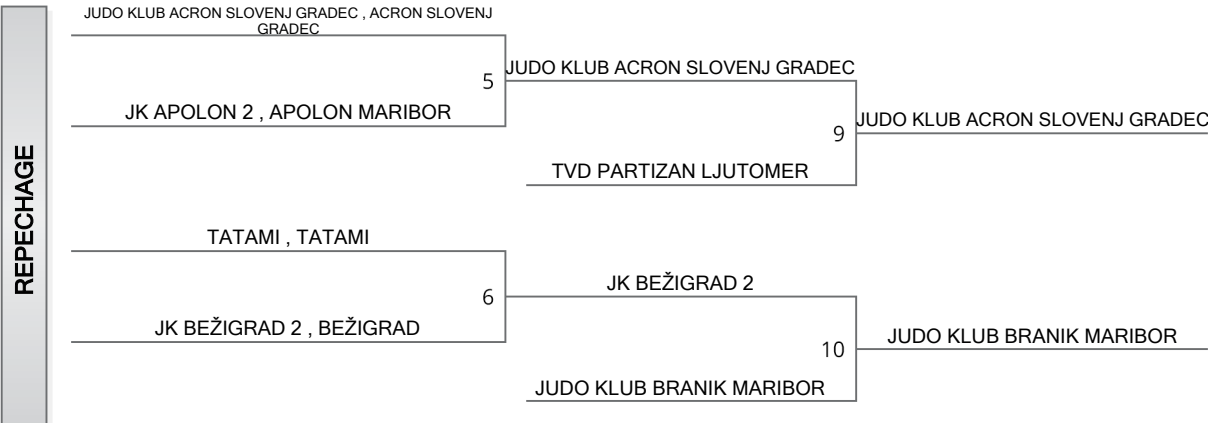 JUDO KLUB ACRON SLOVENJ GRADEC , ACRON SLOVENJ
GRADEC
5
JUDO KLUB ACRON SLOVENJ GRADEC
JK APOLON 2 , APOLON MARIBOR
9
JUDO KLUB ACRON SLOVENJ GRADEC
TVD PARTIZAN LJUTOMER
REPECHAGE
TATAMI , TATAMI
6
JK BEŽIGRAD 2
JK BEŽIGRAD 2 , BEŽIGRAD
10
JUDO KLUB BRANIK MARIBOR
JUDO KLUB BRANIK MARIBOR